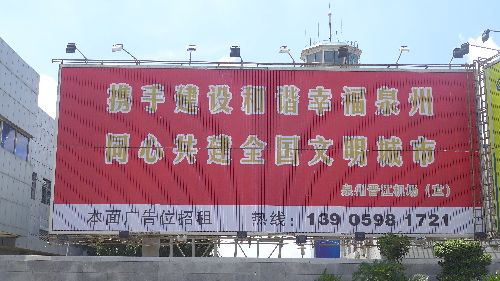 携手建设和谐幸福泉州
同心共建全国文明城市
泉州晋江机场(宣)
本面广告位招租 热线: 139 0598 1721